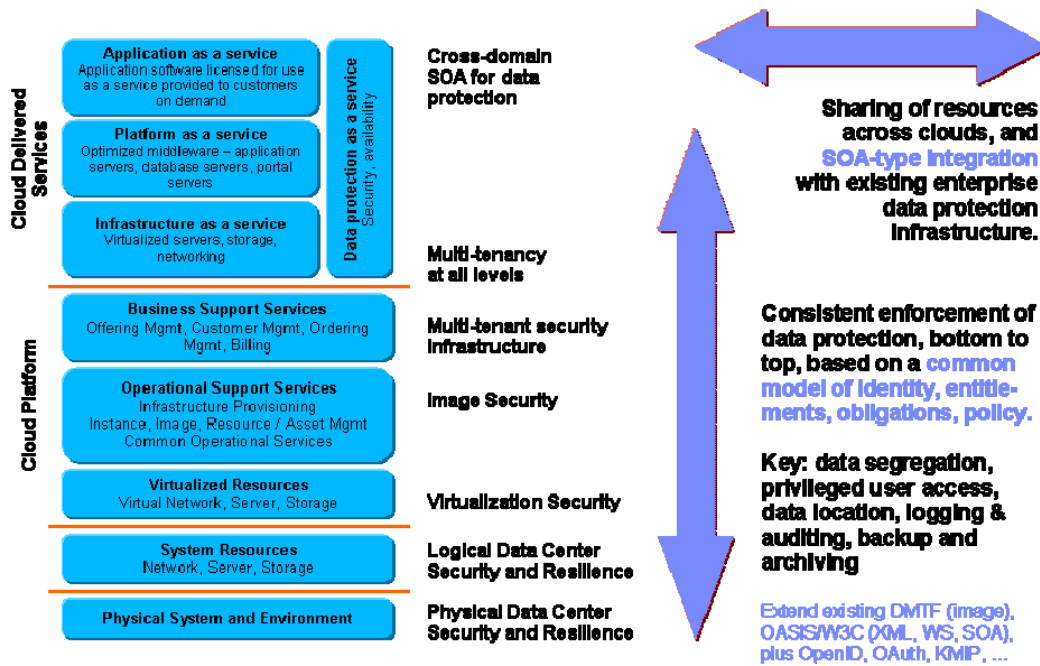 Cloud Delivered
Services
Application as a service
Application software licensed for use
as a service provided to customers
on demand
Platform as a service
Optimized middleware – application
servers, database servers, portal
servers
Infrastructure as a service
Virtualized servers, storage,
networking
Data protection as a service
Security, availability
Cross-domain
SOA for data
protection
Multi-tenancy
at all levels
Cloud Platform
Business Support Services
Offering Mgmt, Customer Mgmt, Ordering
Mgmt, Billing
Multi-tenant security
infrastructure
Operational Support Services
Infrastructure Provisioning
Instance, Image, Resource / Asset Mgmt
Common Operational Services
Image Security
Virtualized Resources
Virtual Network, Server, Storage
Virtualization Security
System Resources
Network, Server, Storage
Logical Data Center
Security and Resilience
Physical System and Environment
Physical Data Center
Security and Resilience
Sharing of resources
across clouds, and
SOA-type integration
with existing enterprise
data protection
infrastructure.
Consistent enforcement of
data protection, bottom to
top, based on a common
model of identity, entitle-
ments, obligations, policy.
Key: data segregation,
privileged user access,
data location, logging &
auditing, backup and
archiving
Extend existing DMTF (image),
OASIS/W3C (XML, WS, SOA),
plus OpenID, OAuth, KMIP, ...